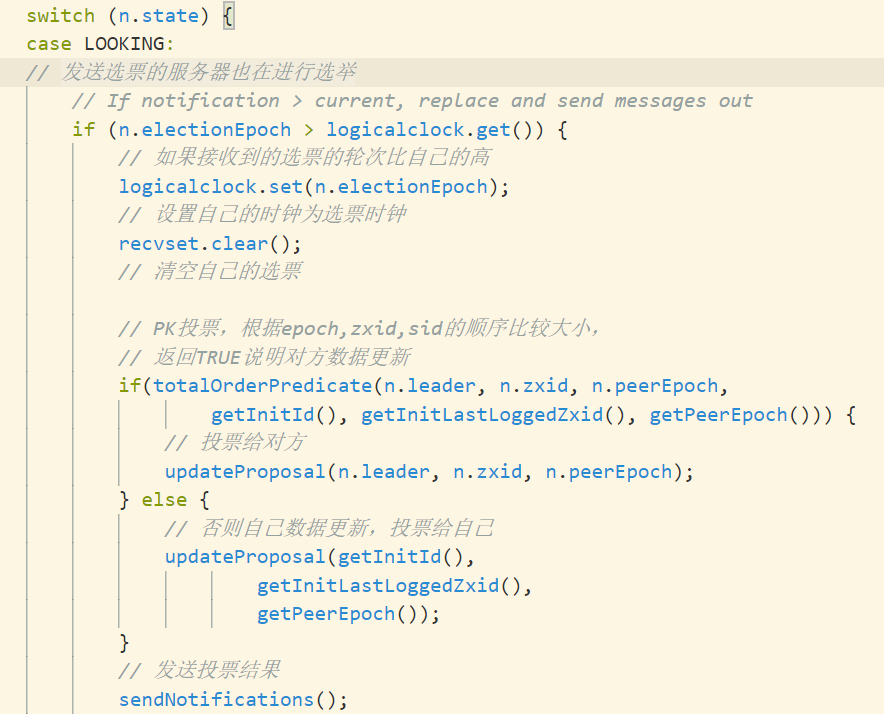 switch (n.state) {
case LOOKING:
// 发送选票的服务器也在进行选举
// If notification > current, replace and send messages out
if (n.electionEpoch > logicalclock.get()) {
// 如果接收到的选票的轮次比自己的高
logicalclock.set(n.electionEpoch);
// 设置自己的时钟为选票时钟
recvset.clear();
// 清空自己的选票
// PK投票，根据epoch,zxid,sid的顺序比较大小，
// 返回TRUE说明对方数据更新
if(totalOrderPredicate(n.leader, n.zxid, n.peerEpoch,
getInitId(), getInitLastLoggedZxid(), getPeerEpoch())) {
// 投票给对方
updateProposal(n.leader, n.zxid, n.peerEpoch);
} else {
// 否则自己数据更新，投票给自己
updateProposal(getInitId(),
getInitLastLoggedZxid(),
getPeerEpoch());
}
// 发送投票结果
sendNotifications();